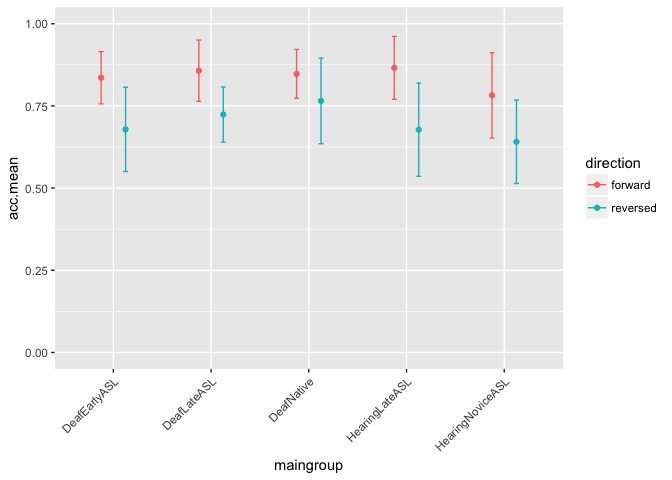 1.00
0.75
0.50
0.25
0.00
acc.mean
DeafEarlyASL
DeafLateASL
DeafNative
HearingLateASL
HearingNoviceASL
maingroup
direction
forward
reversed